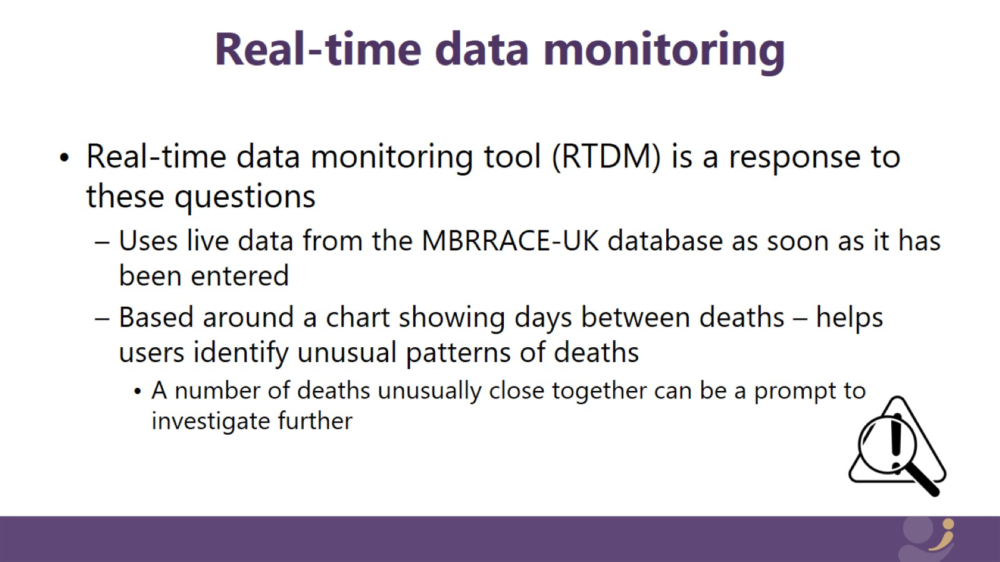 Real-time data monitoring
• Real-time data monitoring tool (RTDM) is a response to
these questions
– Uses live data from the MBRRACE-UK database as soon as it has
been entered
– Based around a chart showing days between deaths – helps
users identify unusual patterns of deaths
• A number of deaths unusually close together can be a prompt to
investigate further